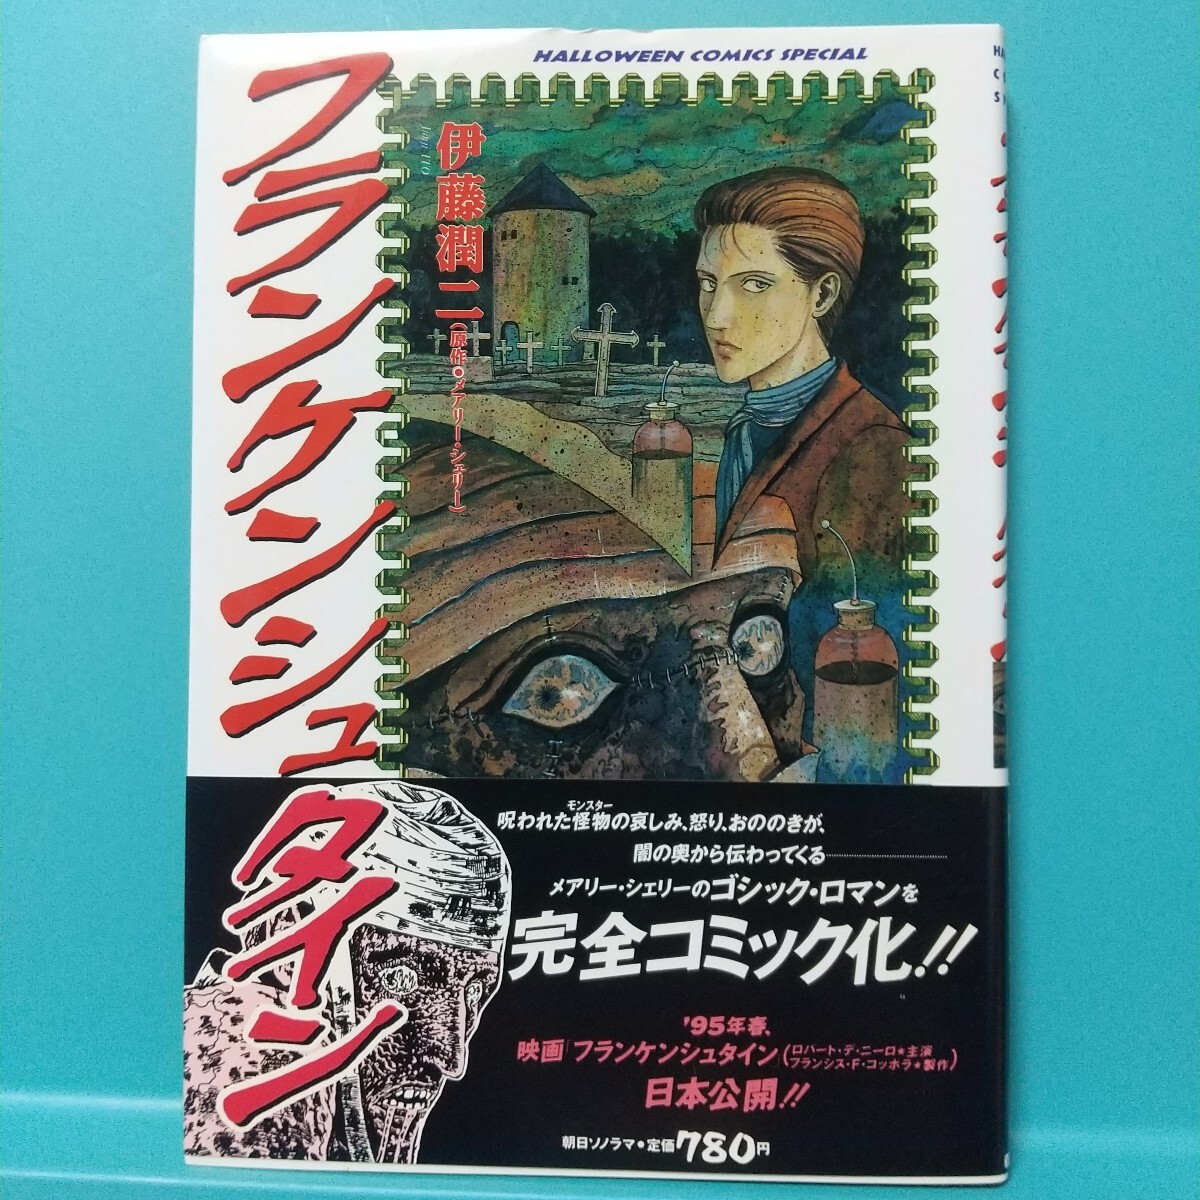 HALLOWEEN COMICS SPECIAL
フランケンシュタイン
伊藤潤二
Junji ITO
（原作●メアリー・シェリー）
モンスター
呪われた怪物の哀しみ、怒り、おののきが、
闇の奥から伝わってくる
メアリー・シェリーのゴシック・ロマンを
完全コミック化!!
'95年春、
映画「フランケンシュタイン」(ロバート・デ・ニーロ★主演
フランシス・F・コッポラ★製作)
日本公開!!
朝日ソノラマ●定価780円